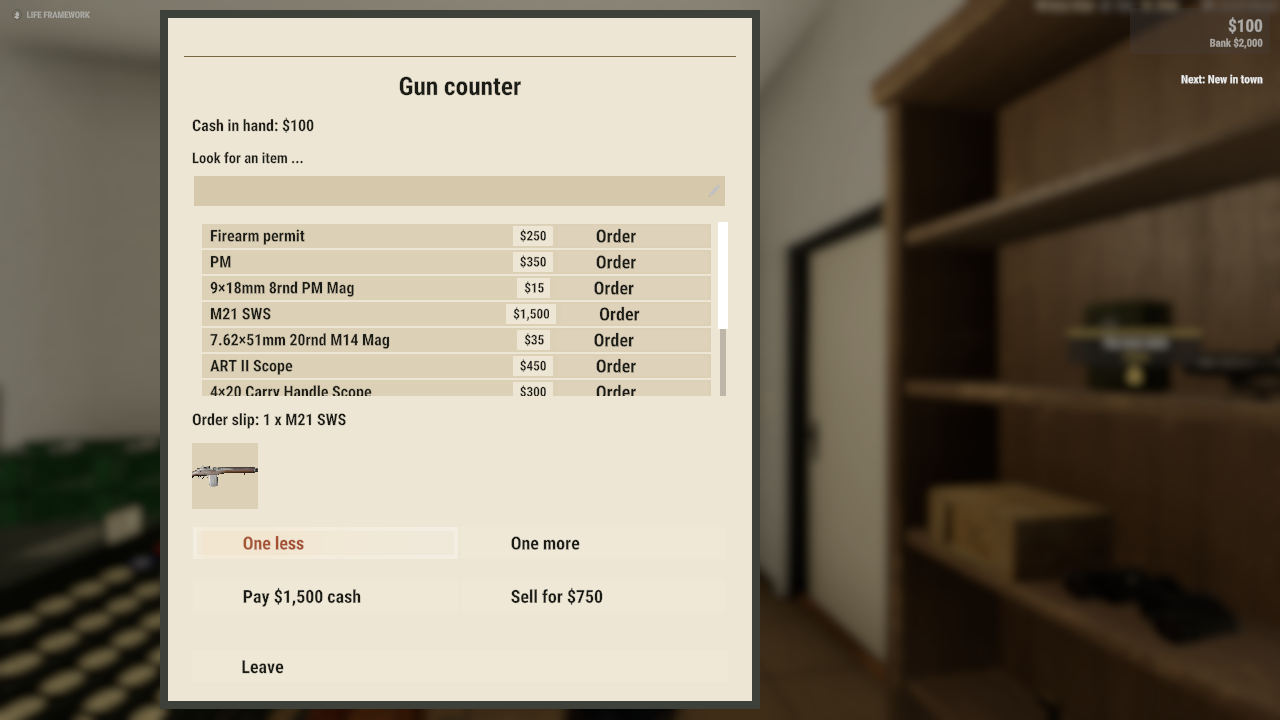 LIFE FRAMEWORK
$100
Bank $2,000
Next: New in town
Gun counter
Cash in hand: $100
Look for an item ...
Firearm permit $250 Order
PM $350 Order
9×18mm 8rnd PM Mag $15 Order
M21 SWS $1,500 Order
7.62×51mm 20rnd M14 Mag $35 Order
ART II Scope $450 Order
4×20 Carry Handle Scope $300 Order
Order slip: 1 x M21 SWS
One less One more
Pay $1,500 cash Sell for $750
Leave